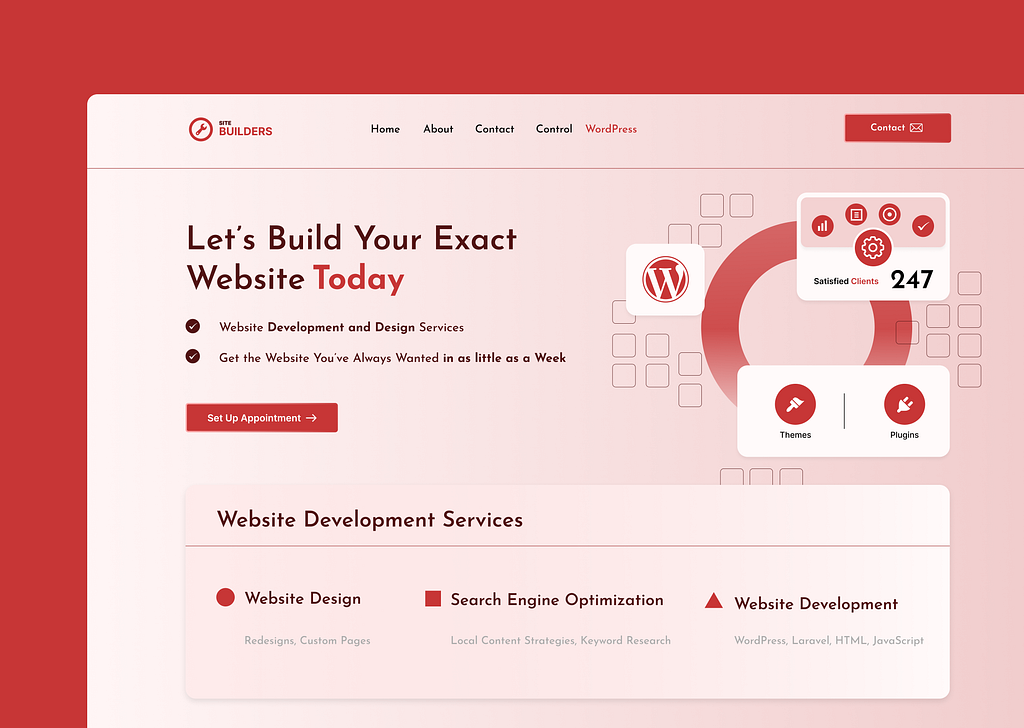 SITE
BUILDERS
Home About Contact Control WordPress
Contact
Let's Build Your Exact
Website Today
Website Development and Design Services
Get the Website You've Always Wanted in as little as a Week
Set Up Appointment
Satisfied Clients 247
Themes
Plugins
Website Development Services
Website Design
Redesigns, Custom Pages
Search Engine Optimization
Local Content Strategies, Keyword Research
Website Development
WordPress, Laravel, HTML, JavaScript